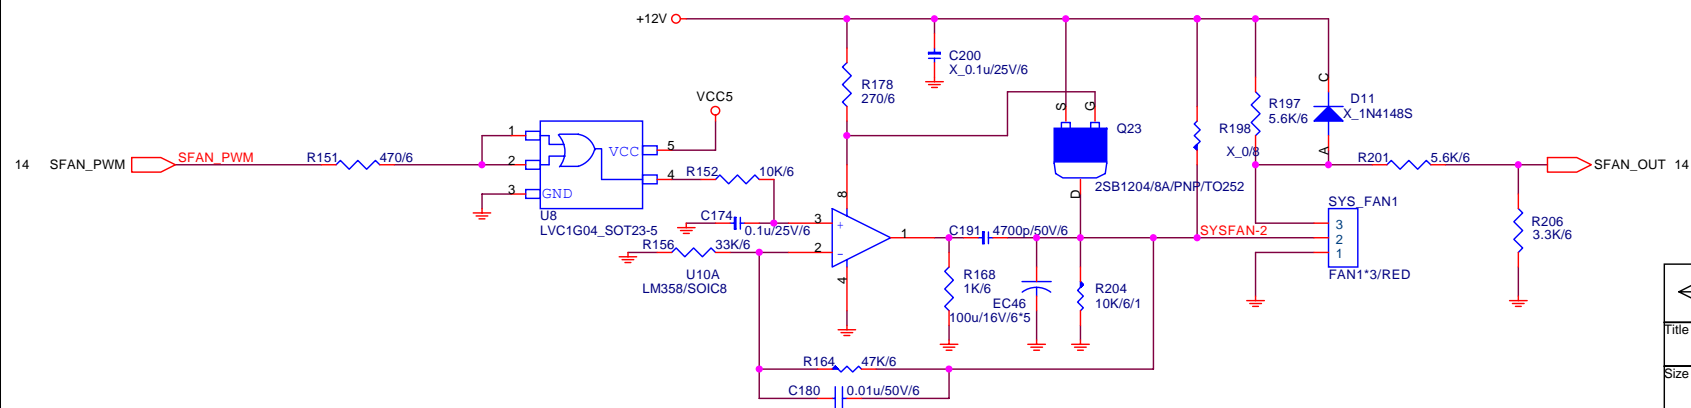 +12V
C200
X_0.1u/25V/6
R178
270/6
VCC5
S
G
Q23
2SB1204/8A/PNP/TO252
D
R198
X_0/8
R197
5.6K/6
C
D11
X_1N4148S
A
14 SFAN_PWM
SFAN_PWM
R151 470/6
1
2
3
VCC
GND
5
4
U8
LVC1G04_SOT23-5
R152 10K/6
C174
0.1u/25V/6
R156 33K/6
U10A
LM358/SOIC8
8
3
+
2
-
1
4
C191 4700p/50V/6
R168
1K/6
EC46
100u/16V/6*5
R204
10K/6/1
SYSFAN-2
SYS_FAN1
3
2
1
FAN1*3/RED
R201 5.6K/6
SFAN_OUT 14
R206
3.3K/6
R164 47K/6
C180 0.01u/50V/6
Title
Size